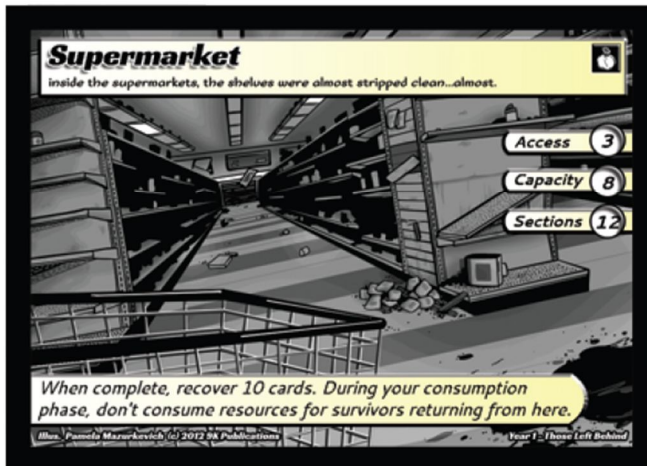 Supermarket
inside the supermarkets, the shelves were almost stripped clean...almost.
Access 3
Capacity 8
Sections 12
When complete, recover 10 cards. During your consumption
phase, don't consume resources for survivors returning from here.
Illus. Pamela Mazurkevich (c) 2012 9K Publications
Year 1 - Those Left Behind